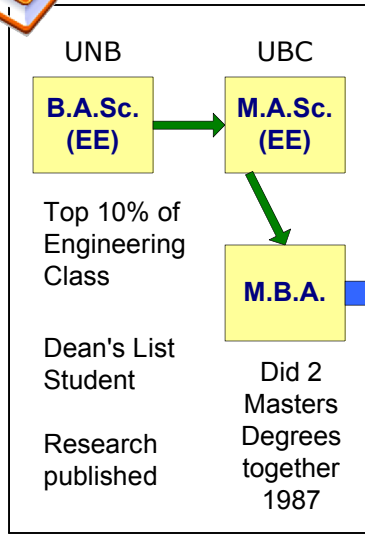 UNB
B.A.Sc.
(EE)
Top 10% of
Engineering
Class
Dean's List
Student
Research
published
UBC
M.A.Sc.
(EE)
M.B.A.
Did 2
Masters
Degrees
together
1987